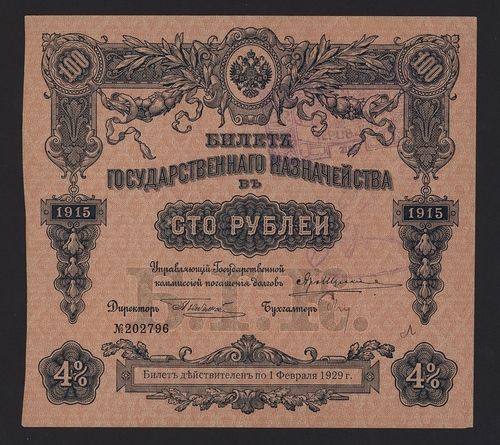 100 100
БИЛЕТЪ
ГОСУДАРСТВЕННАГО КАЗНАЧЕЙСТВА
ВЪ
1915 1915
СТО РУБЛЕЙ
Управляющій Государственной
коммиссіей погашенія долговъ
Директоръ Бухгалтеръ
№202796
Б.Г.К.
4% 4%
Билетъ дѣйствителенъ по 1 Февраля 1929 г.